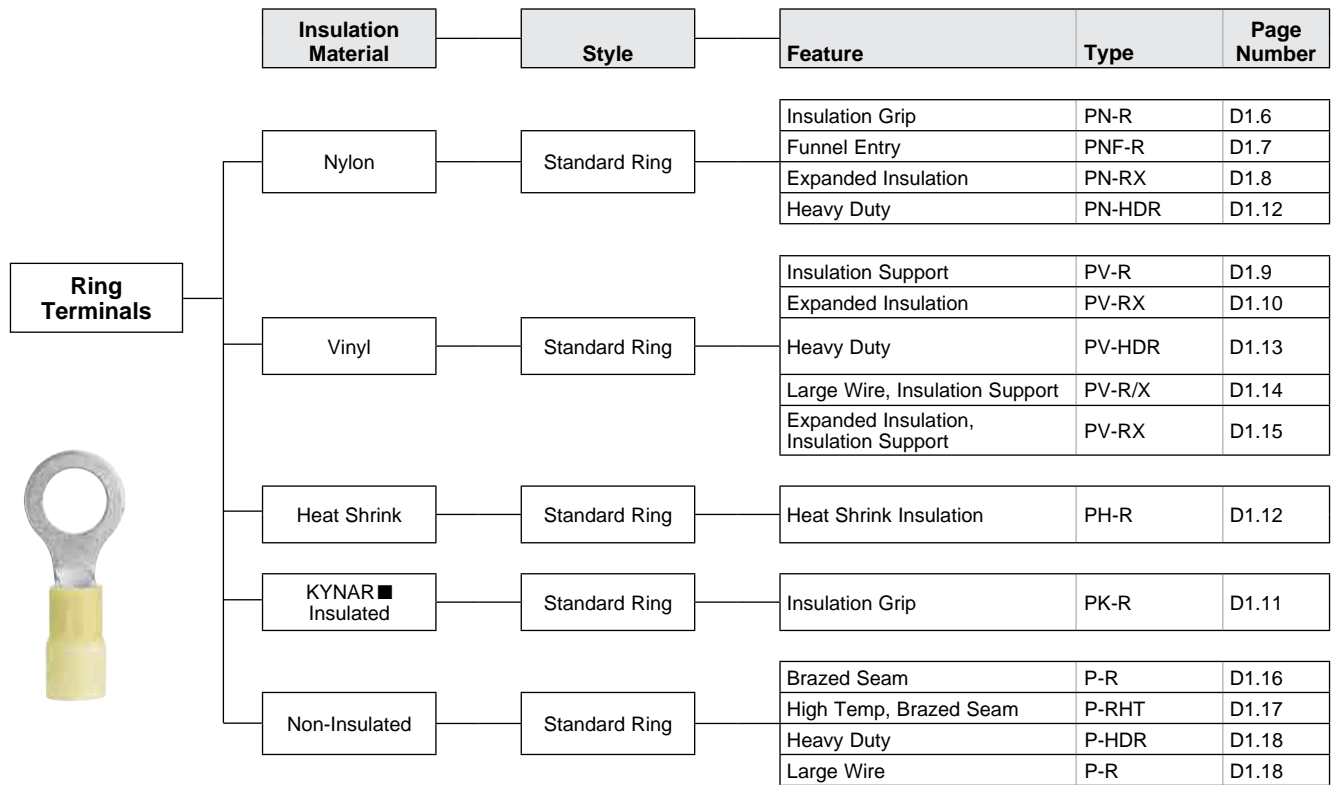 Insulation
Material
Style
Feature
Type
Page
Number
Ring
Terminals
Nylon
Standard Ring
Insulation Grip PN-R D1.6
Funnel Entry PNF-R D1.7
Expanded Insulation PN-RX D1.8
Heavy Duty PN-HDR D1.12
Vinyl
Standard Ring
Insulation Support PV-R D1.9
Expanded Insulation PV-RX D1.10
Heavy Duty PV-HDR D1.13
Large Wire, Insulation Support PV-R/X D1.14
Expanded Insulation,
Insulation Support PV-RX D1.15
Heat Shrink
Standard Ring
Heat Shrink Insulation PH-R D1.12
KYNAR■
Insulated
Standard Ring
Insulation Grip PK-R D1.11
Non-Insulated
Standard Ring
Brazed Seam P-R D1.16
High Temp, Brazed Seam P-RHT D1.17
Heavy Duty P-HDR D1.18
Large Wire P-R D1.18